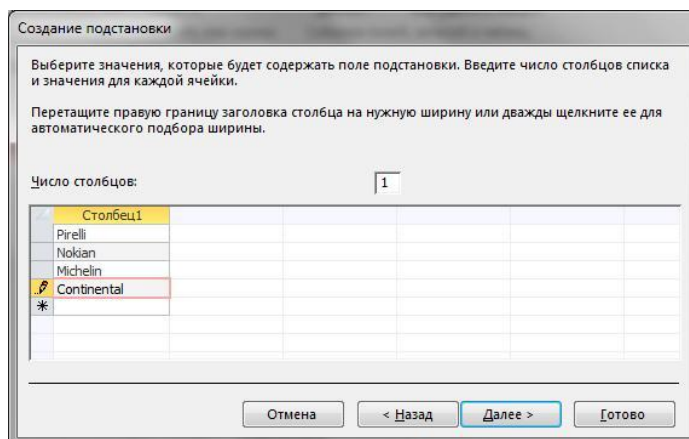 Создание подстановки
Выберите значения, которые будет содержать поле подстановки. Введите число столбцов списка
и значения для каждой ячейки.
Перетащите правую границу заголовка столбца на нужную ширину или дважды щелкните ее для
автоматического подбора ширины.
Число столбцов: 1
Столбец1
Pirelli
Nokian
Michelin
Continental
Отмена < Назад Далее > Готово